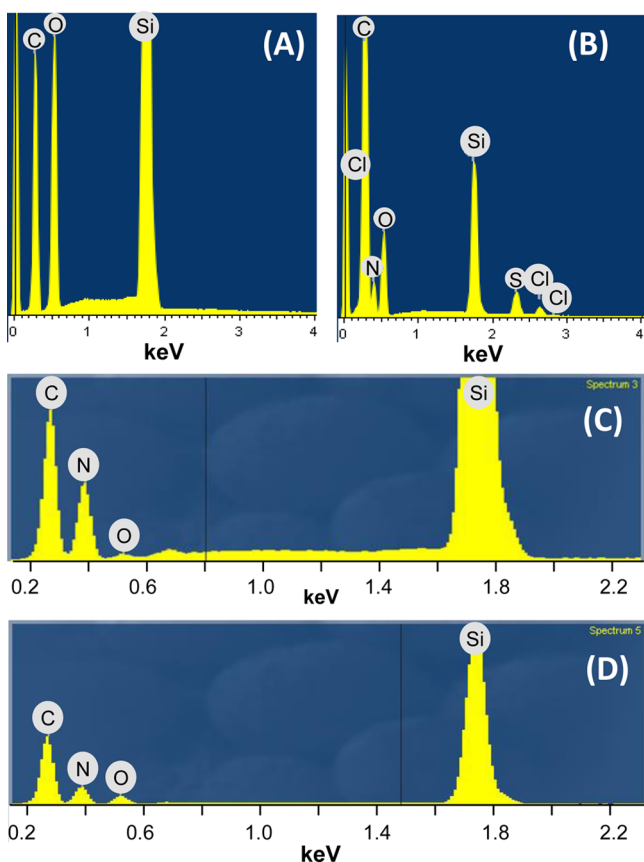 C O Si (A)
0 1 2 3 4
keV
C (B)
Cl Si
O
N S Cl Cl
0 1 2 3 4
keV
Spectrum 3
C Si (C)
N
O
0.2 0.6 1.0 1.4 1.8 2.2
keV
Spectrum 5
Si (D)
C
N O
0.2 0.6 1.0 1.4 1.8 2.2
keV